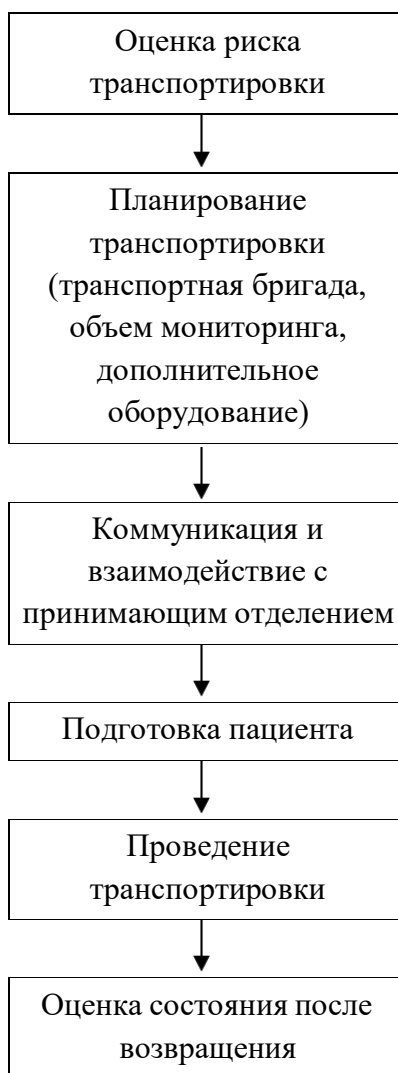 Оценка риска
транспортировки
Планирование
транспортировки
(транспортная бригада,
объем мониторинга,
дополнительное
оборудование)
Коммуникация и
взаимодействие с
принимающим отделением
Подготовка пациента
Проведение
транспортировки
Оценка состояния после
возвращения